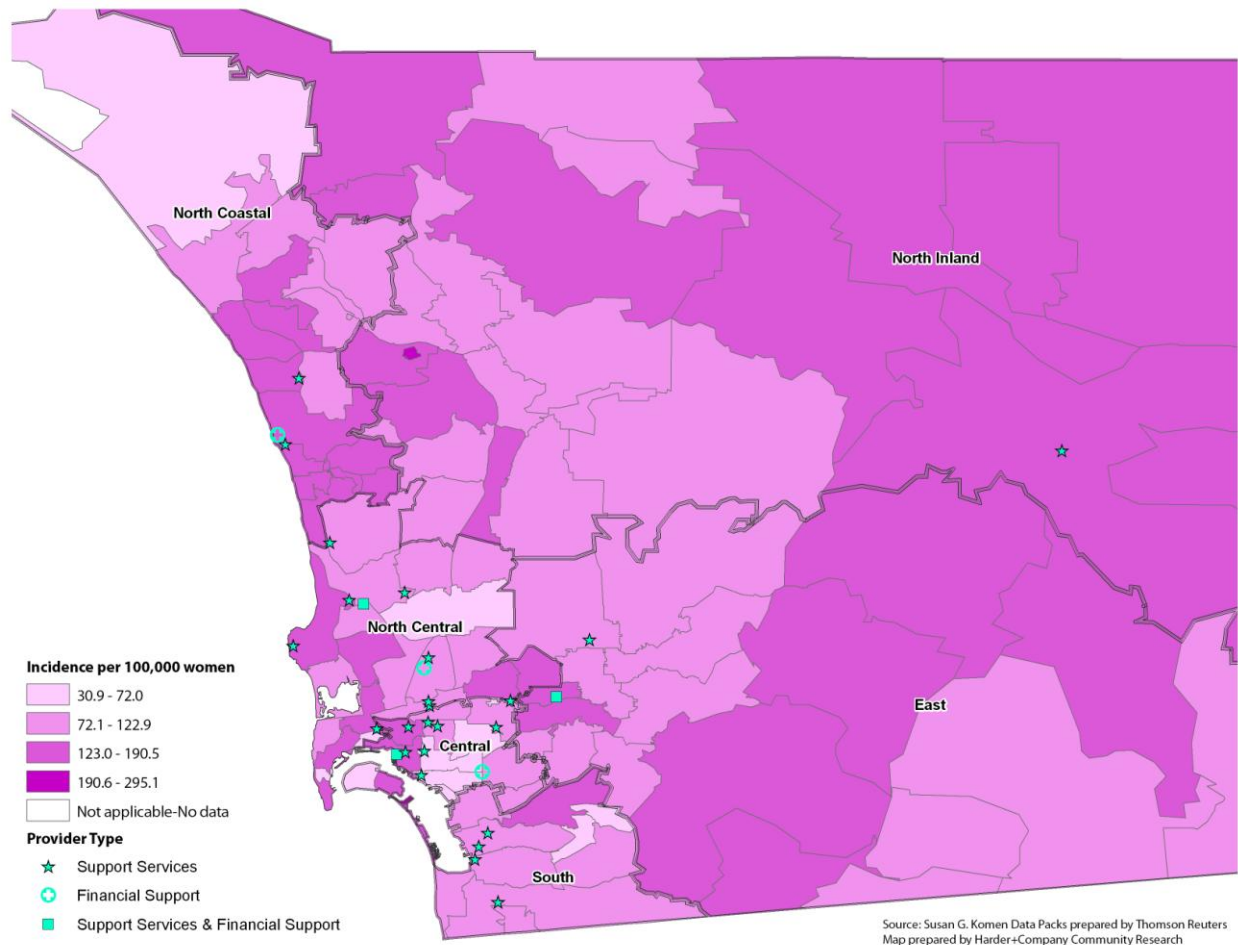 North Coastal
North Inland
North Central
Central
East
South
Incidence per 100,000 women
30.9 - 72.0
72.1 - 122.9
123.0 - 190.5
190.6 - 295.1
Not applicable-No data
Provider Type
Support Services
Financial Support
Support Services & Financial Support
Source: Susan G. Komen Data Packs prepared by Thomson Reuters
Map prepared by Harder+Company Community Research